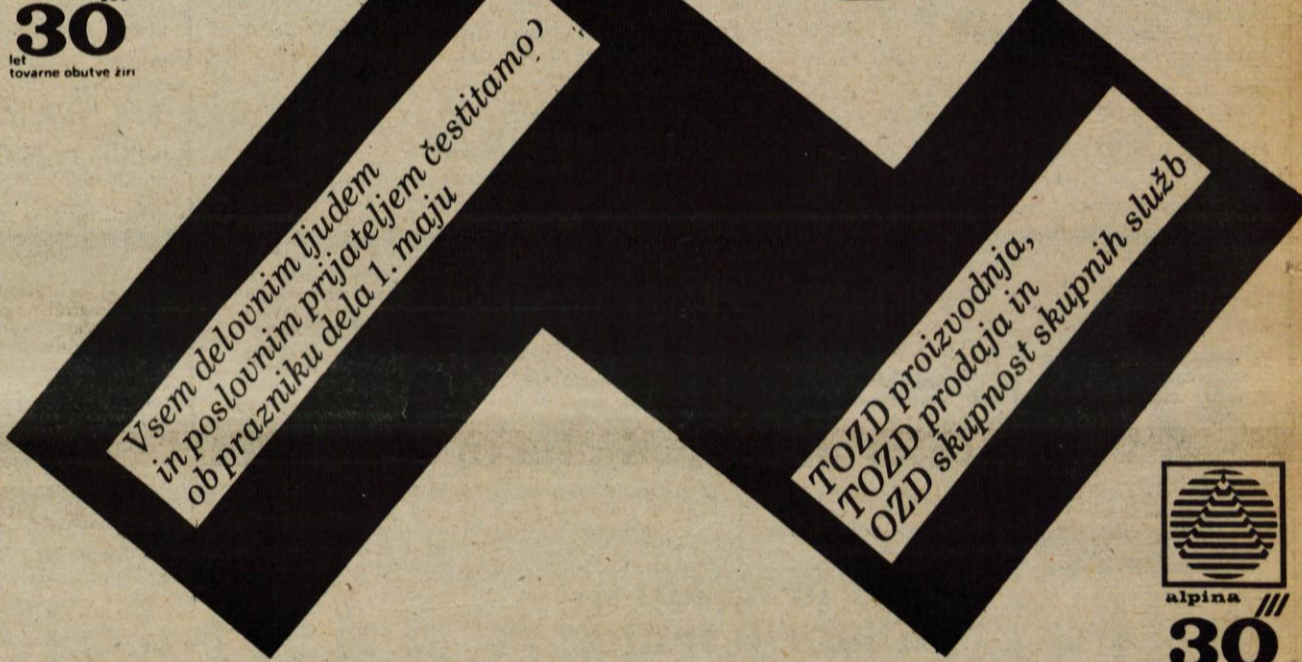 30
let
tovarne obutve žiri
Vsem delovnim ljudem
in poslovnim prijateljem čestitamo
ob prazniku dela 1. maju
TOZD proizvodnja,
TOZD prodaja in
OZD skupnost skupnih služb
alpina
30